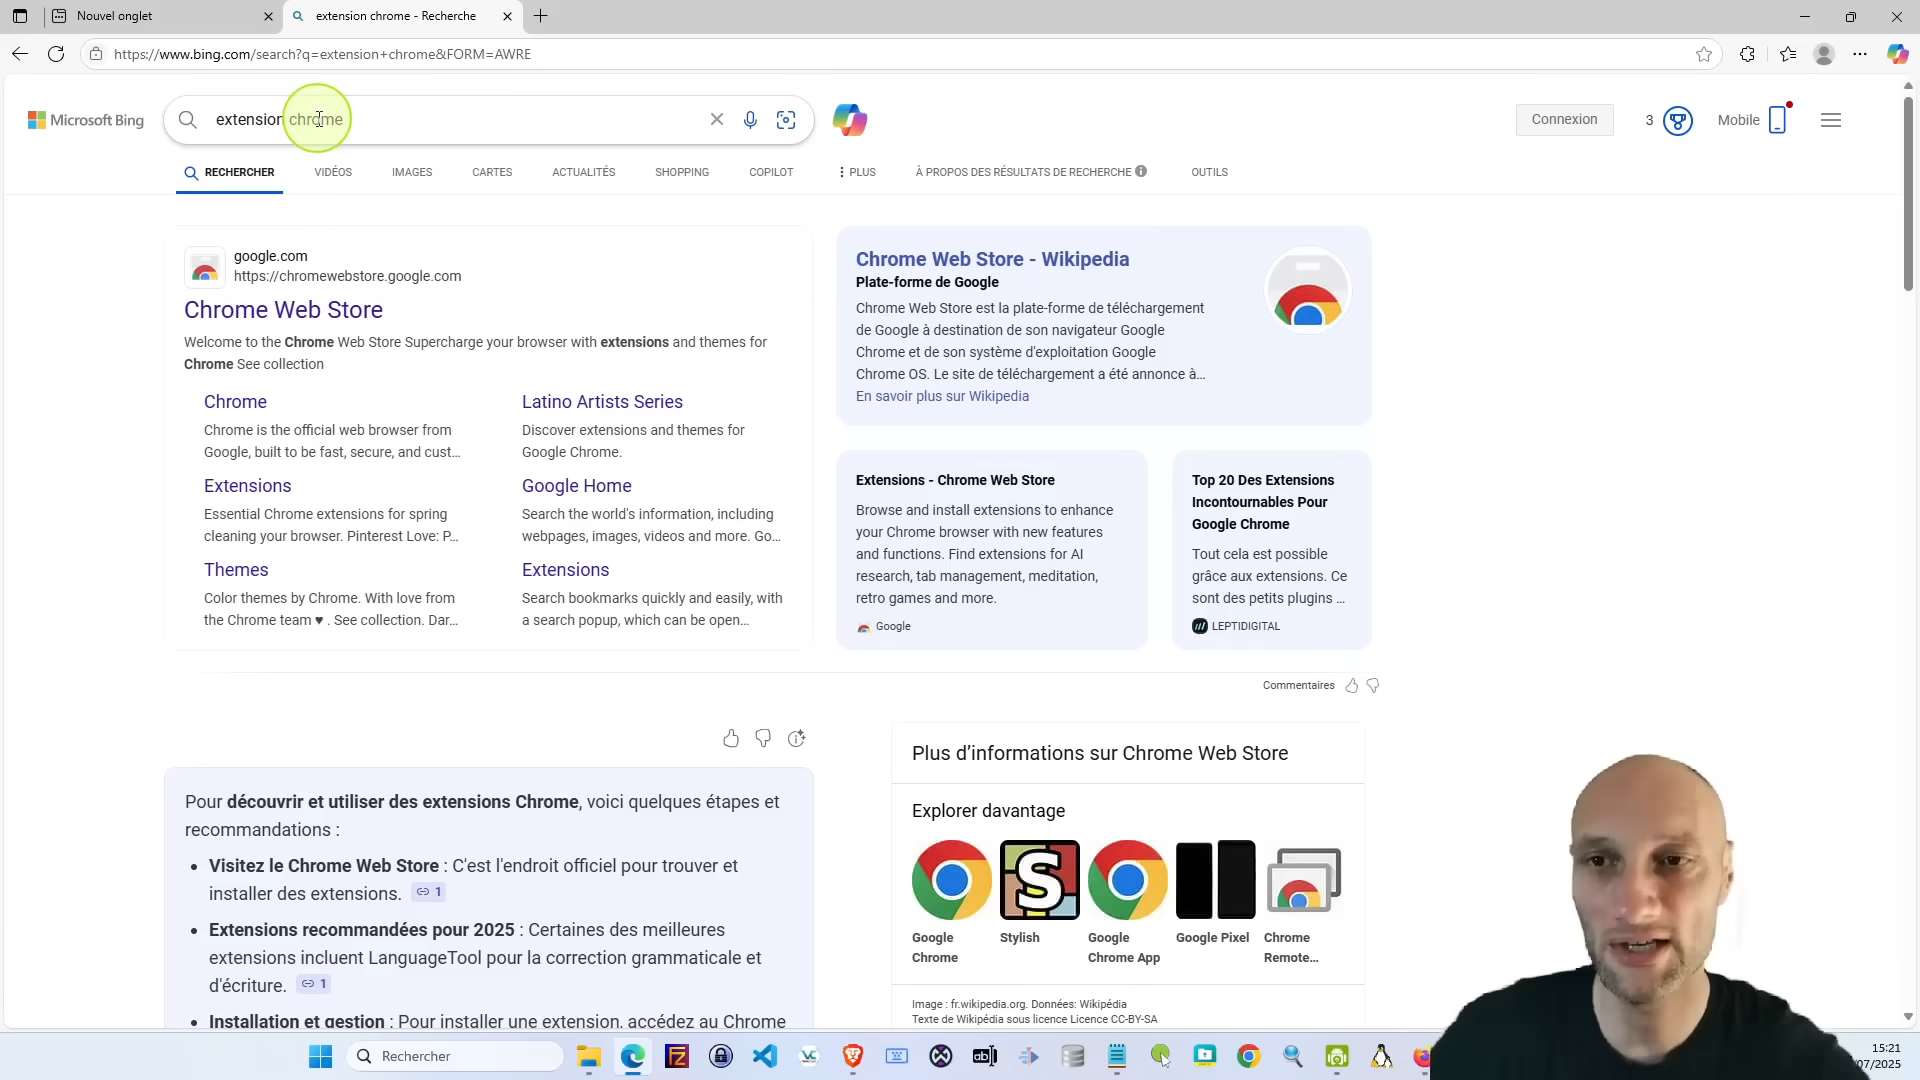 Nouvel onglet
extension chrome - Recherche
https://www.bing.com/search?q=extension+chrome&FORM=AWRE
Microsoft Bing
extension chrome
Connexion
3
Mobile
RECHERCHER
VIDÉOS
IMAGES
CARTES
ACTUALITÉS
SHOPPING
COPILOT
PLUS
À PROPOS DES RÉSULTATS DE RECHERCHE
OUTILS
google.com
https://chromewebstore.google.com
Chrome Web Store
Welcome to the Chrome Web Store Supercharge your browser with extensions and themes for
Chrome See collection
Chrome
Chrome is the official web browser from
Google, built to be fast, secure, and cust...
Latino Artists Series
Discover extensions and themes for
Google Chrome.
Extensions
Essential Chrome extensions for spring
cleaning your browser. Pinterest Love: P...
Google Home
Search the world's information, including
webpages, images, videos and more. Go...
Themes
Color themes by Chrome. With love from
the Chrome team ♥ . See collection. Dar...
Extensions
Search bookmarks quickly and easily, with
a search popup, which can be open...
Chrome Web Store - Wikipedia
Plate-forme de Google
Chrome Web Store est la plate-forme de téléchargement
de Google à destination de son navigateur Google
Chrome et de son système d'exploitation Google
Chrome OS. Le site de téléchargement a été annonce à...
En savoir plus sur Wikipedia
Extensions - Chrome Web Store
Browse and install extensions to enhance
your Chrome browser with new features
and functions. Find extensions for AI
research, tab management, meditation,
retro games and more.
Google
Top 20 Des Extensions
Incontournables Pour
Google Chrome
Tout cela est possible
grâce aux extensions. Ce
sont des petits plugins ...
LEPTIDIGITAL
Commentaires
Pour découvrir et utiliser des extensions Chrome, voici quelques étapes et
recommandations :
• Visitez le Chrome Web Store : C'est l'endroit officiel pour trouver et
installer des extensions. 1
• Extensions recommandées pour 2025 : Certaines des meilleures
extensions incluent LanguageTool pour la correction grammaticale et
d'écriture. 1
• Installation et gestion : Pour installer une extension, accédez au Chrome
Plus d'informations sur Chrome Web Store
Explorer davantage
S
Google
Chrome
Stylish
Google
Chrome App
Google Pixel
Chrome
Remote...
Image : fr.wikipedia.org. Données: Wikipédia
Texte de Wikipédia sous licence Licence CC-BY-SA
Rechercher
15:21
/07/2025